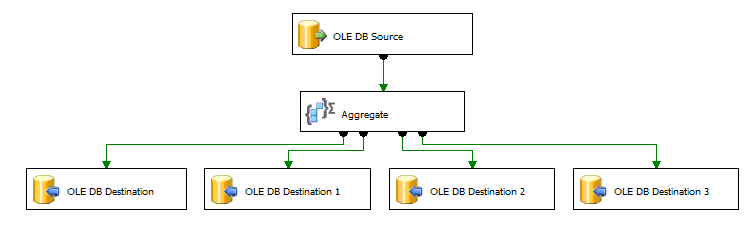 OLE DB Source
Aggregate
OLE DB Destination
OLE DB Destination 1
OLE DB Destination 2
OLE DB Destination 3